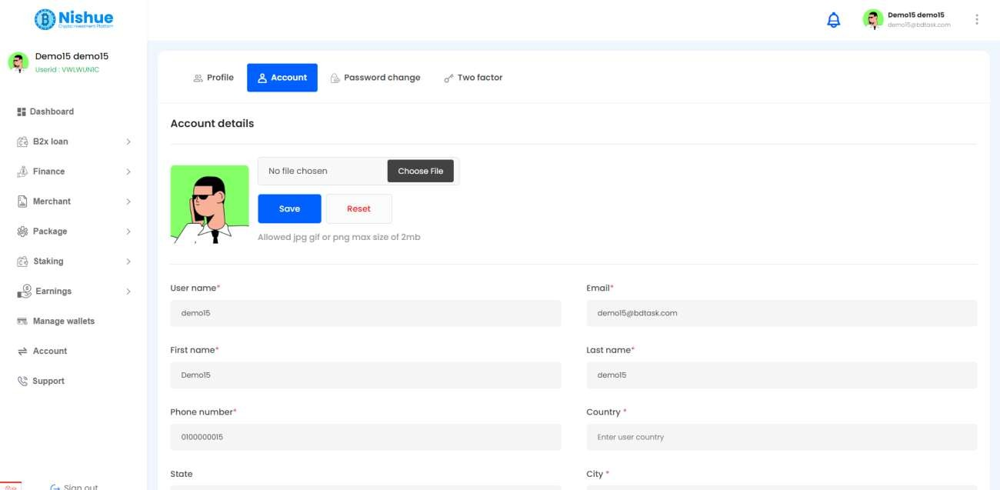 Nishue
Crypto Investment Platform
Demo15 demo15
demo15@bdtask.com
Demo15 demo15
Userid : VWLWUN1C
Dashboard
B2x loan
Finance
Merchant
Package
Staking
Earnings
Manage wallets
Account
Support
Sign out
Profile
Account
Password change
Two factor
Account details
No file chosen
Choose File
Save
Reset
Allowed jpg gif or png max size of 2mb
User name*
demo15
Email*
demo15@bdtask.com
First name*
Demo15
Last name*
demo15
Phone number*
0100000015
Country *
Enter user country
State
City *